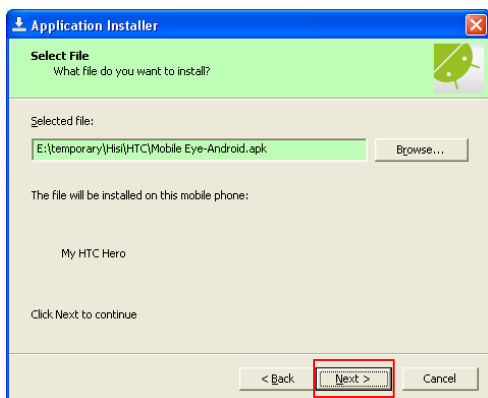 Application Installer
Select File
What file do you want to install?
Selected file:
E:\temporary\Hisi\HTC\Mobile Eye-Android.apk
Browse...
The file will be installed on this mobile phone:
My HTC Hero
Click Next to continue
< Back
Next >
Cancel